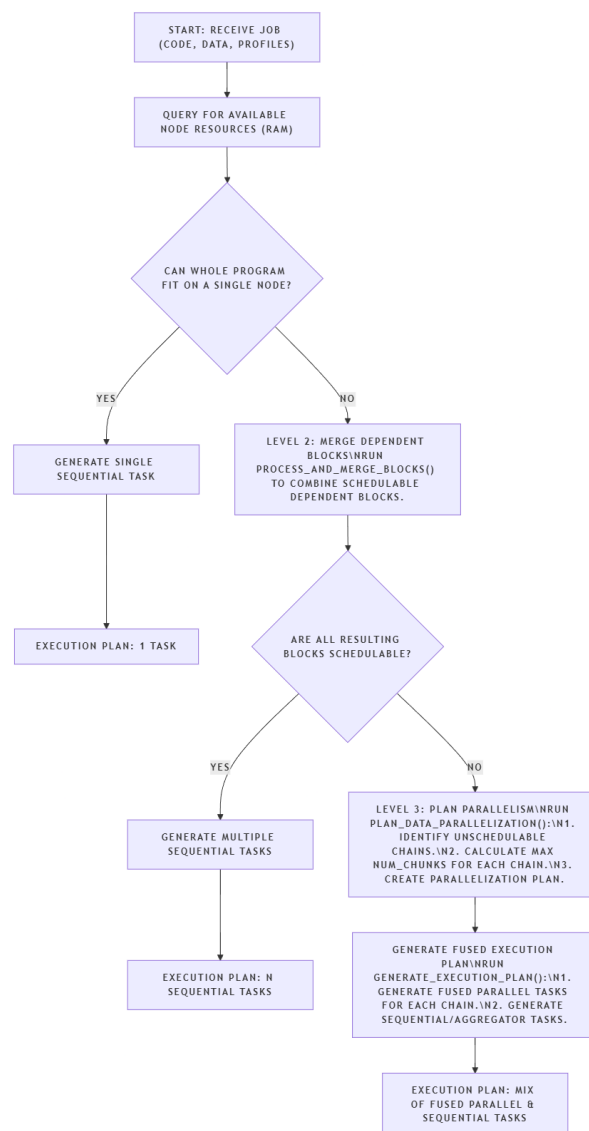 START: RECEIVE JOB
(CODE, DATA, PROFILES)
QUERY FOR AVAILABLE
NODE RESOURCES (RAM)
CAN WHOLE PROGRAM
FIT ON A SINGLE NODE?
YES
NO
GENERATE SINGLE
SEQUENTIAL TASK
LEVEL 2: MERGE DEPENDENT
BLOCKS\NRUN
PROCESS_AND_MERGE_BLOCKS()
TO COMBINE SCHEDULABLE
DEPENDENT BLOCKS.
EXECUTION PLAN: 1 TASK
ARE ALL RESULTING
BLOCKS SCHEDULABLE?
YES
NO
GENERATE MULTIPLE
SEQUENTIAL TASKS
LEVEL 3: PLAN PARALLELISM\NRUN
PLAN_DATA_PARALLELIZATION():\N1.
IDENTIFY UNSCHEDULABLE
CHAINS.\N2. CALCULATE MAX
NUM_CHUNKS FOR EACH CHAIN.\N3.
CREATE PARALLELIZATION PLAN.
EXECUTION PLAN: N
SEQUENTIAL TASKS
GENERATE FUSED EXECUTION
PLAN\NRUN
GENERATE_EXECUTION_PLAN():\N1.
GENERATE FUSED PARALLEL TASKS
FOR EACH CHAIN.\N2. GENERATE
SEQUENTIAL/AGGREGATOR TASKS.
EXECUTION PLAN: MIX
OF FUSED PARALLEL &
SEQUENTIAL TASKS